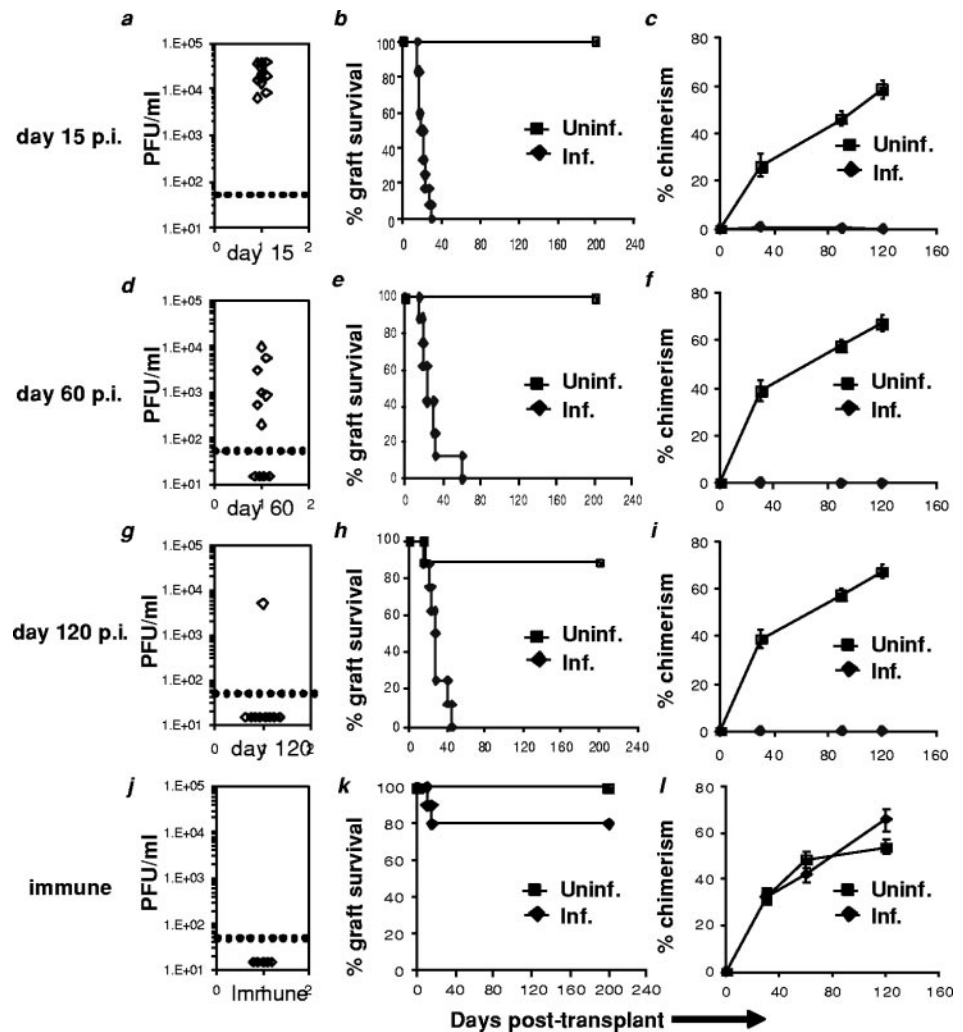 a b c
day 15 p.i.
PFU/ml
1.E+05
1.E+04
1.E+03
1.E+02
1.E+01
0 1 2
day 15
% graft survival
100
80
60
40
20
0
0 40 80 120 160 200 240
Uninf.
Inf.
% chimerism
80
60
40
20
0
0 40 80 120 160
Uninf.
Inf.
d e f
day 60 p.i.
PFU/ml
1.E+05
1.E+04
1.E+03
1.E+02
1.E+01
0 1 2
day 60
% graft survival
100
80
60
40
20
0
0 40 80 120 160 200 240
Uninf.
Inf.
% chimerism
80
60
40
20
0
0 40 80 120 160
Uninf.
Inf.
g h i
day 120 p.i.
PFU/ml
1.E+05
1.E+04
1.E+03
1.E+02
1.E+01
0 1 2
day 120
% graft survival
100
80
60
40
20
0
0 40 80 120 160 200 240
Uninf.
Inf.
% chimerism
80
60
40
20
0
0 40 80 120 160
Uninf.
Inf.
j k l
immune
PFU/ml
1.E+05
1.E+04
1.E+03
1.E+02
1.E+01
0 1 2
Immune
% graft survival
100
80
60
40
20
0
0 40 80 120 160 200 240
Uninf.
Inf.
% chimerism
80
60
40
20
0
0 40 80 120 160
Uninf.
Inf.
Days post-transplant